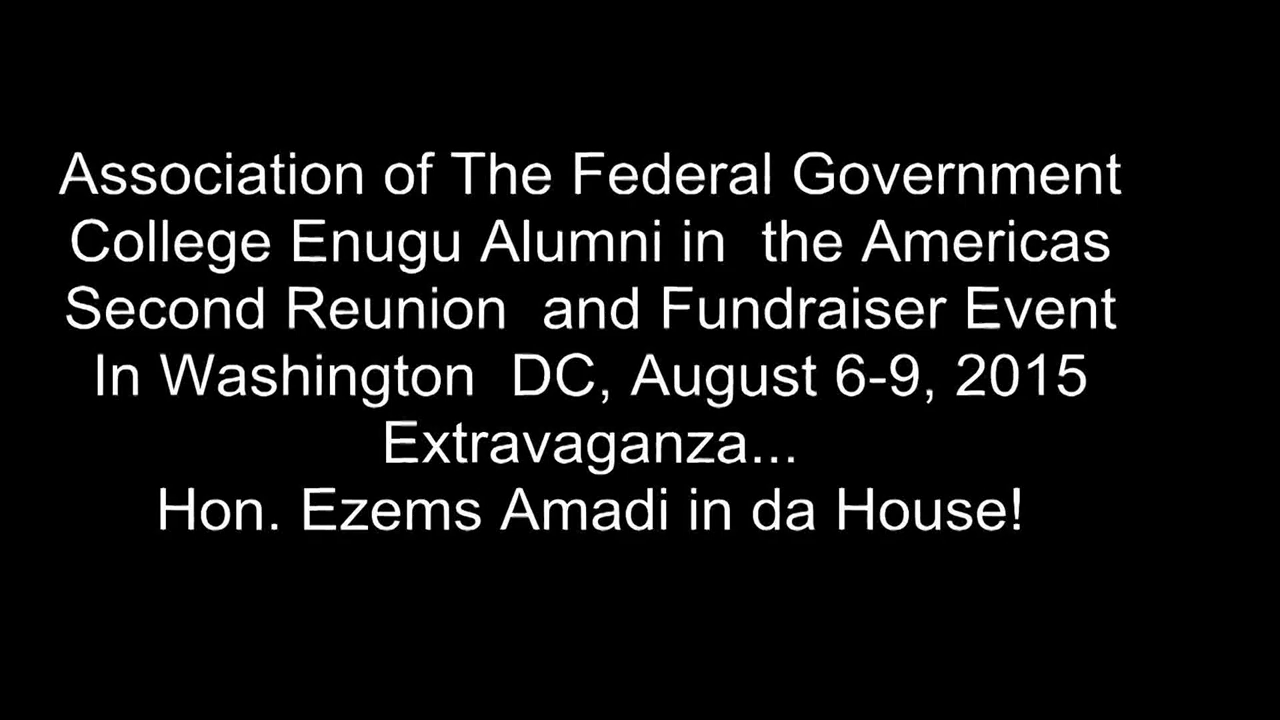 Association of The Federal Government
College Enugu Alumni in  the Americas
Second Reunion  and Fundraiser Event
In Washington  DC, August 6-9, 2015
Extravaganza...
Hon. Ezems Amadi in da House!